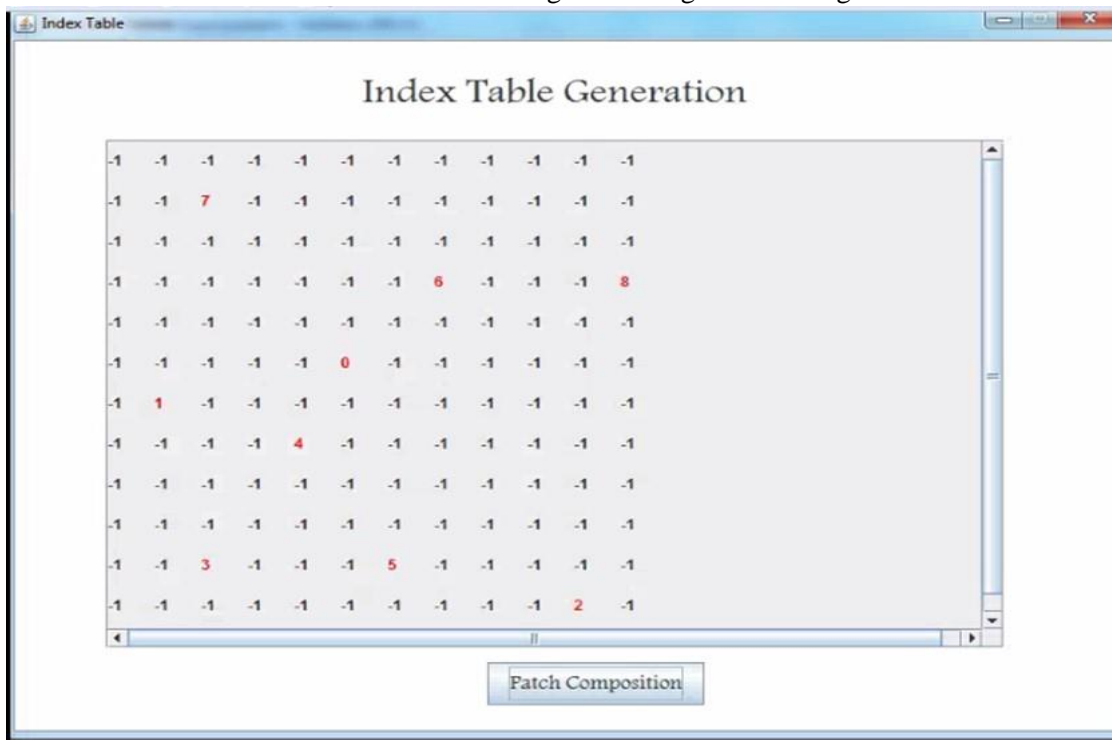 Index Table
Index Table Generation
-1 -1 -1 -1 -1 -1 -1 -1 -1 -1 -1 -1
-1 -1 7 -1 -1 -1 -1 -1 -1 -1 -1 -1
-1 -1 -1 -1 -1 -1 -1 -1 -1 -1 -1 -1
-1 -1 -1 -1 -1 -1 -1 6 -1 -1 -1 8
-1 -1 -1 -1 -1 -1 -1 -1 -1 -1 -1 -1
-1 -1 -1 -1 -1 0 -1 -1 -1 -1 -1 -1
-1 1 -1 -1 -1 -1 -1 -1 -1 -1 -1 -1
-1 -1 -1 -1 4 -1 -1 -1 -1 -1 -1 -1
-1 -1 -1 -1 -1 -1 -1 -1 -1 -1 -1 -1
-1 -1 -1 -1 -1 -1 -1 -1 -1 -1 -1 -1
-1 -1 3 -1 -1 -1 5 -1 -1 -1 -1 -1
-1 -1 -1 -1 -1 -1 -1 -1 -1 -1 2 -1
Patch Composition